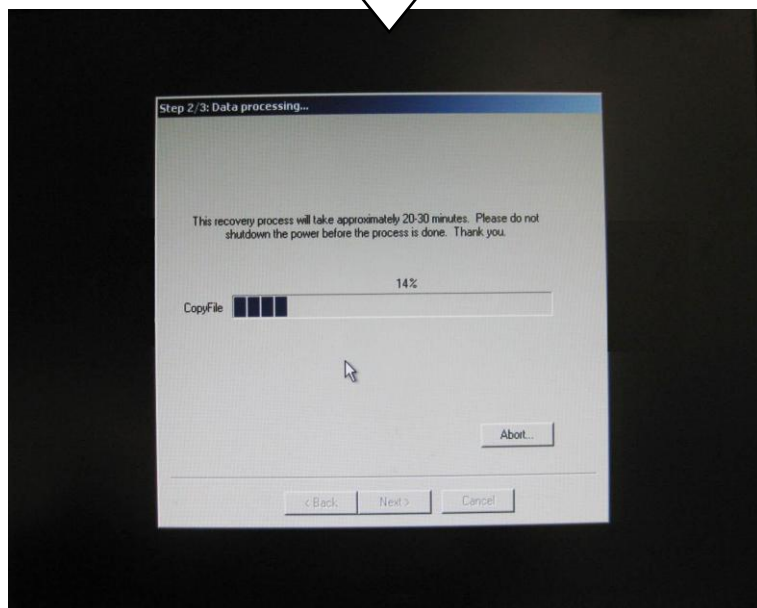 Step 2/3: Data processing...
This recovery process will take approximately 20-30 minutes. Please do not
shutdown the power before the process is done. Thank you.
14%
CopyFile
Abort...
< Back
Next >
Cancel